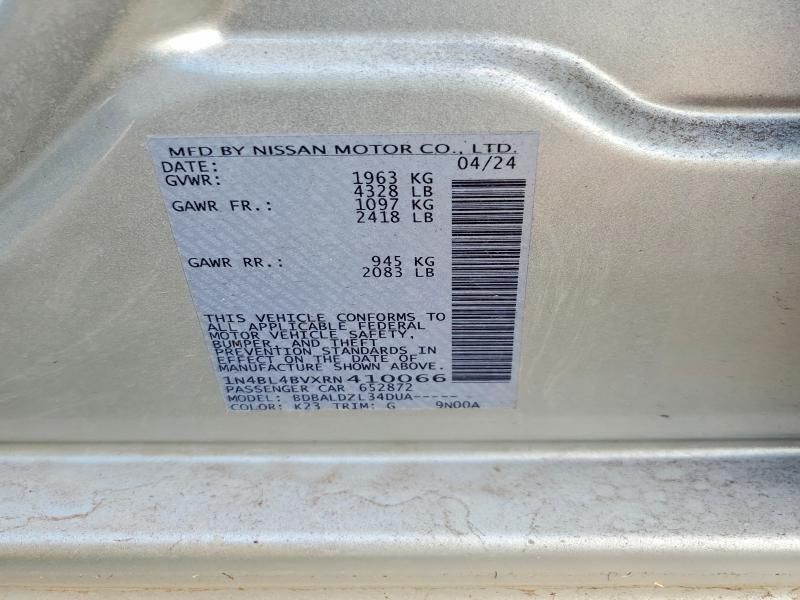 MFD BY NISSAN MOTOR CO., LTD.
DATE: 04/24
GVWR: 1963 KG
4328 LB
GAWR FR.: 1097 KG
2418 LB
GAWR RR.: 945 KG
2083 LB
THIS VEHICLE CONFORMS TO
ALL APPLICABLE FEDERAL
MOTOR VEHICLE SAFETY,
BUMPER, AND THEFT
PREVENTION STANDARDS
IN EFFECT ON THE DATE OF
MANUFACTURE SHOWN ABOVE.
1N4BL4BVXRN410066
PASSENGER CAR 652872
MODEL: BDBALDZL34DUA-----
COLOR: K23 TRIM: G 9N00A